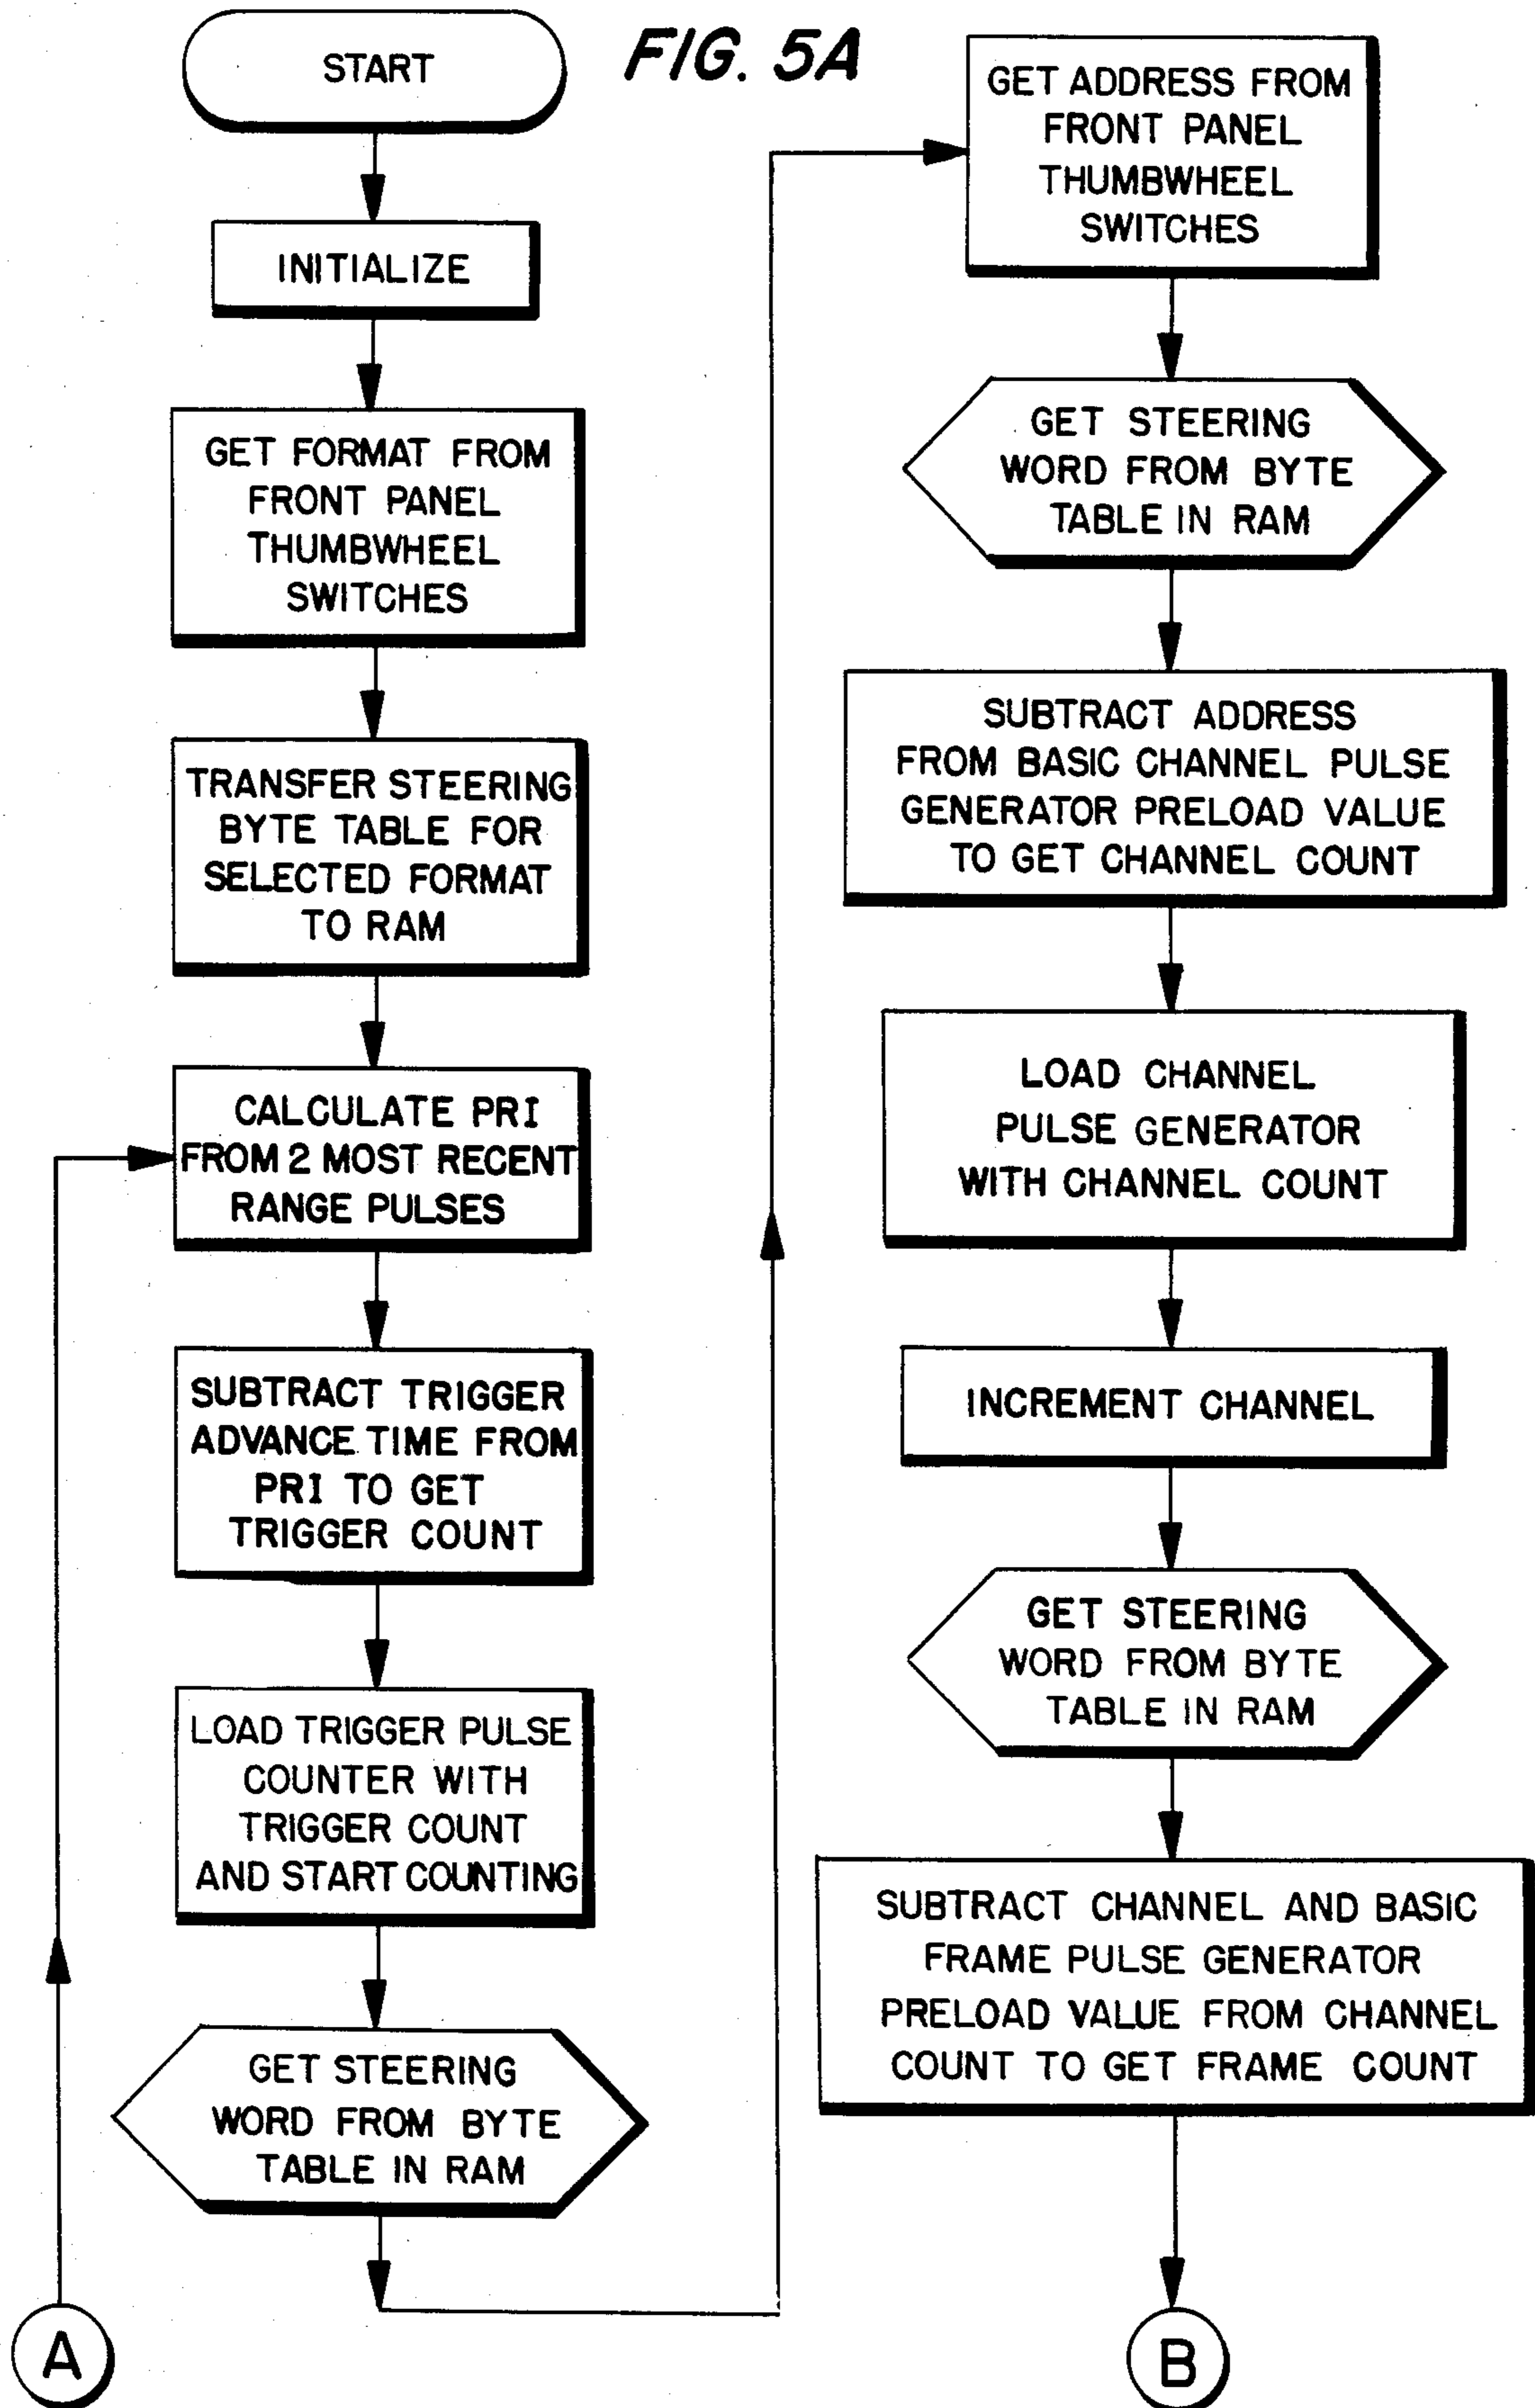 FIG. 5A
START
INITIALIZE
GET FORMAT FROM
FRONT PANEL
THUMBWHEEL
SWITCHES
TRANSFER STEERING
BYTE TABLE FOR
SELECTED FORMAT
TO RAM
CALCULATE PRI
FROM 2 MOST RECENT
RANGE PULSES
SUBTRACT TRIGGER
ADVANCE TIME FROM
PRI TO GET
TRIGGER COUNT
LOAD TRIGGER PULSE
COUNTER WITH
TRIGGER COUNT
AND START COUNTING
GET STEERING
WORD FROM BYTE
TABLE IN RAM
A
GET ADDRESS FROM
FRONT PANEL
THUMBWHEEL
SWITCHES
GET STEERING
WORD FROM BYTE
TABLE IN RAM
SUBTRACT ADDRESS
FROM BASIC CHANNEL PULSE
GENERATOR PRELOAD VALUE
TO GET CHANNEL COUNT
LOAD CHANNEL
PULSE GENERATOR
WITH CHANNEL COUNT
INCREMENT CHANNEL
GET STEERING
WORD FROM BYTE
TABLE IN RAM
SUBTRACT CHANNEL AND BASIC
FRAME PULSE GENERATOR
PRELOAD VALUE FROM CHANNEL
COUNT TO GET FRAME COUNT
B